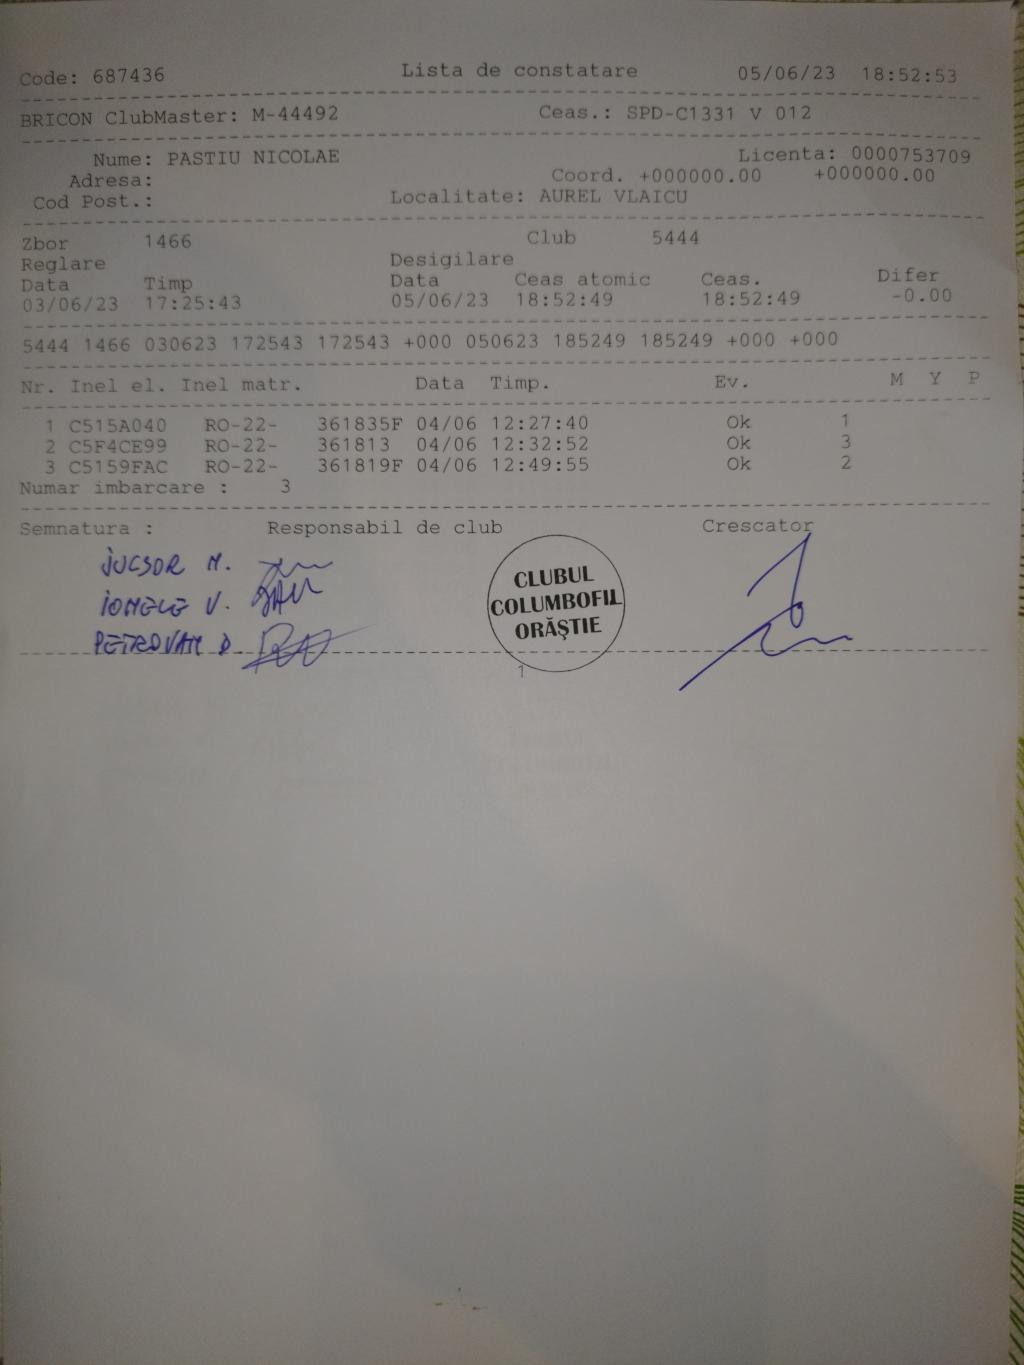 Code: 687436 Lista de constatare 05/06/23 18:52:53
BRICON ClubMaster: M-44492 Ceas.: SPD-C1331 V 012
Nume: PASTIU NICOLAE Licenta: 0000753709
Adresa: Coord. +000000.00 +000000.00
Cod Post.: Localitate: AUREL VLAICU
Zbor 1466 Club 5444
Reglare Desigilare
Data Timp Data Ceas atomic Ceas. Difer
03/06/23 17:25:43 05/06/23 18:52:49 18:52:49 -0.00
5444 1466 030623 172543 172543 +000 050623 185249 185249 +000 +000
Nr. Inel el. Inel matr. Data Timp. Ev. M Y P
1 C515A040 RO-22- 361835F 04/06 12:27:40 Ok 1
2 C5F4CE99 RO-22- 361813 04/06 12:32:52 Ok 3
3 C5159FAC RO-22- 361819F 04/06 12:49:55 Ok 2
Numar imbarcare : 3
Semnatura : Responsabil de club Crescator
JUCSOR M.
IONELE V.
PETROVAN D.
CLUBUL
COLUMBOFIL
ORĂȘTIE
1